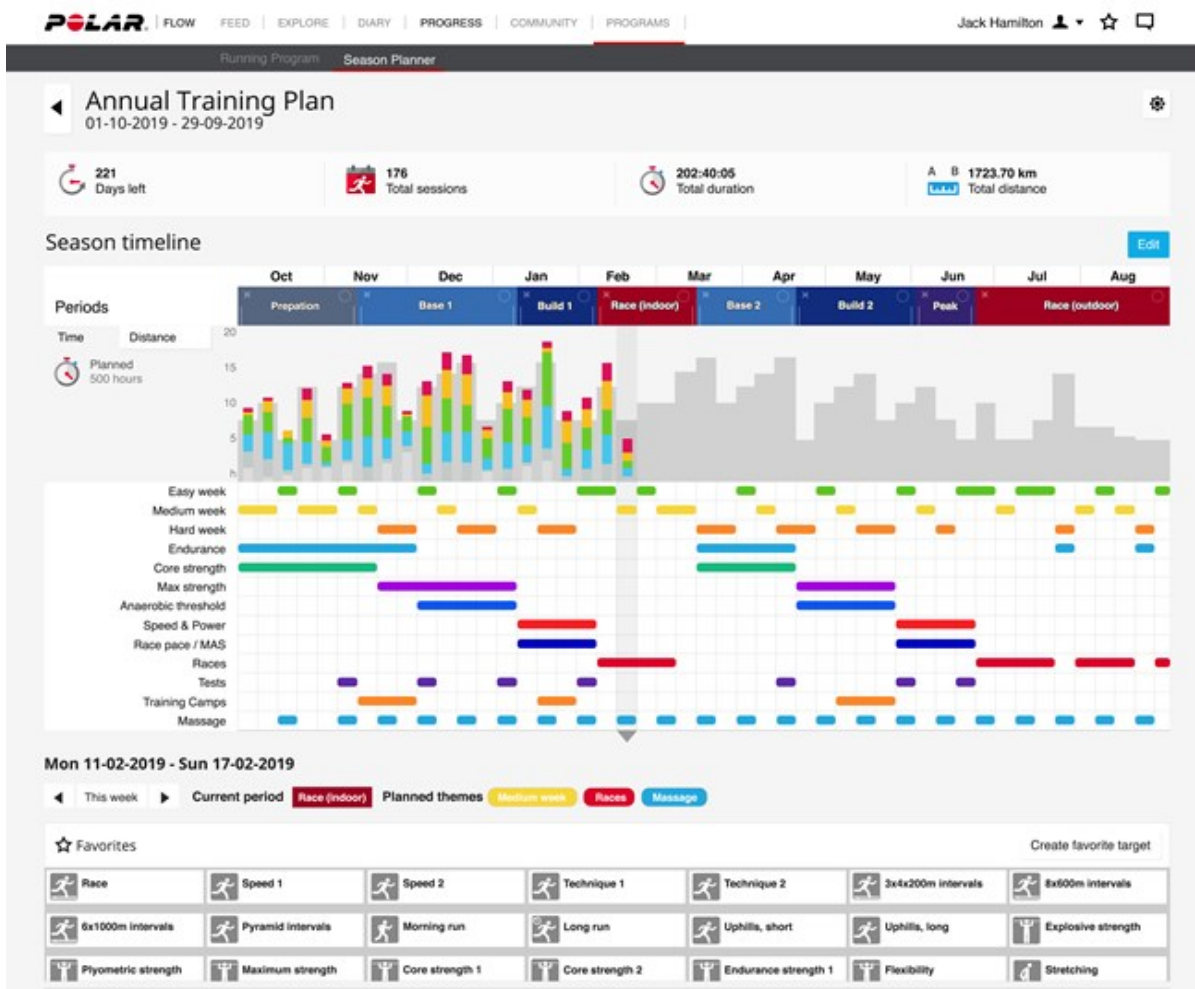 POLAR. FLOW FEED EXPLORE DIARY PROGRESS COMMUNITY PROGRAMS Jack Hamilton
Running Program Season Planner
Annual Training Plan
01-10-2019 - 29-09-2019
221 176 202:40:05 A B 1723.70 km
Days left Total sessions Total duration Total distance
Season timeline Edit
Oct Nov Dec Jan Feb Mar Apr May Jun Jul Aug
Periods Prepation Base 1 Build 1 Race (indoor) Base 2 Build 2 Peak Race (outdoor)
Time Distance 20
Planned
500 hours
15
10
5
h
Easy week
Medium week
Hard week
Endurance
Core strength
Max strength
Anaerobic threshold
Speed & Power
Race pace / MAS
Races
Tests
Training Camps
Massage
Mon 11-02-2019 - Sun 17-02-2019
This week Current period Race (indoor) Planned themes Medium week Races Massage
Favorites Create favorite target
Race Speed 1 Speed 2 Technique 1 Technique 2 3x4x200m intervals 8x600m intervals
6x1000m intervals Pyramid intervals Morning run Long run Uphills, short Uphills, long Explosive strength
Plyometric strength Maximum strength Core strength 1 Core strength 2 Endurance strength 1 Flexibility Stretching